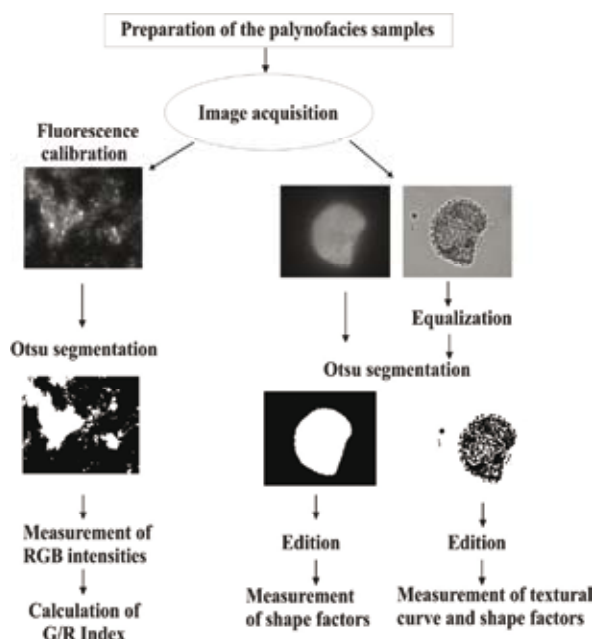 Preparation of the palynofacies samples
Image acquisition
Fluorescence
calibration
Equalization
Otsu segmentation
Otsu segmentation
Measurement of
RGB intensities
Edition
Edition
Calculation of
G/R Index
Measurement
of shape factors
Measurement of textural
curve and shape factors